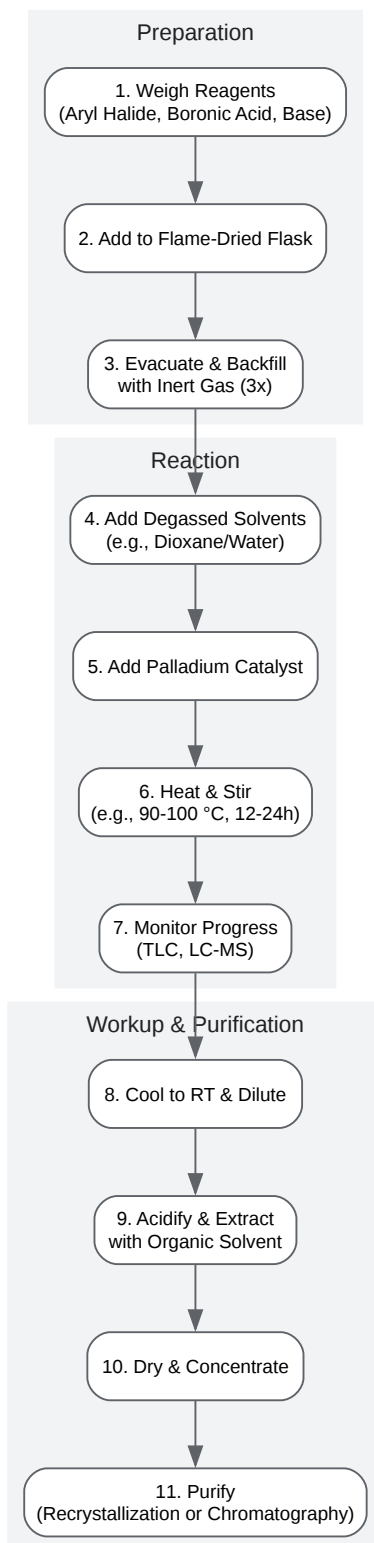 Preparation
1. Weigh Reagents
(Aryl Halide, Boronic Acid, Base)
2. Add to Flame-Dried Flask
3. Evacuate & Backfill
with Inert Gas (3x)
Reaction
4. Add Degassed Solvents
(e.g., Dioxane/Water)
5. Add Palladium Catalyst
6. Heat & Stir
(e.g., 90-100 °C, 12-24h)
7. Monitor Progress
(TLC, LC-MS)
Workup & Purification
8. Cool to RT & Dilute
9. Acidify & Extract
with Organic Solvent
10. Dry & Concentrate
11. Purify
(Recrystallization or Chromatography)